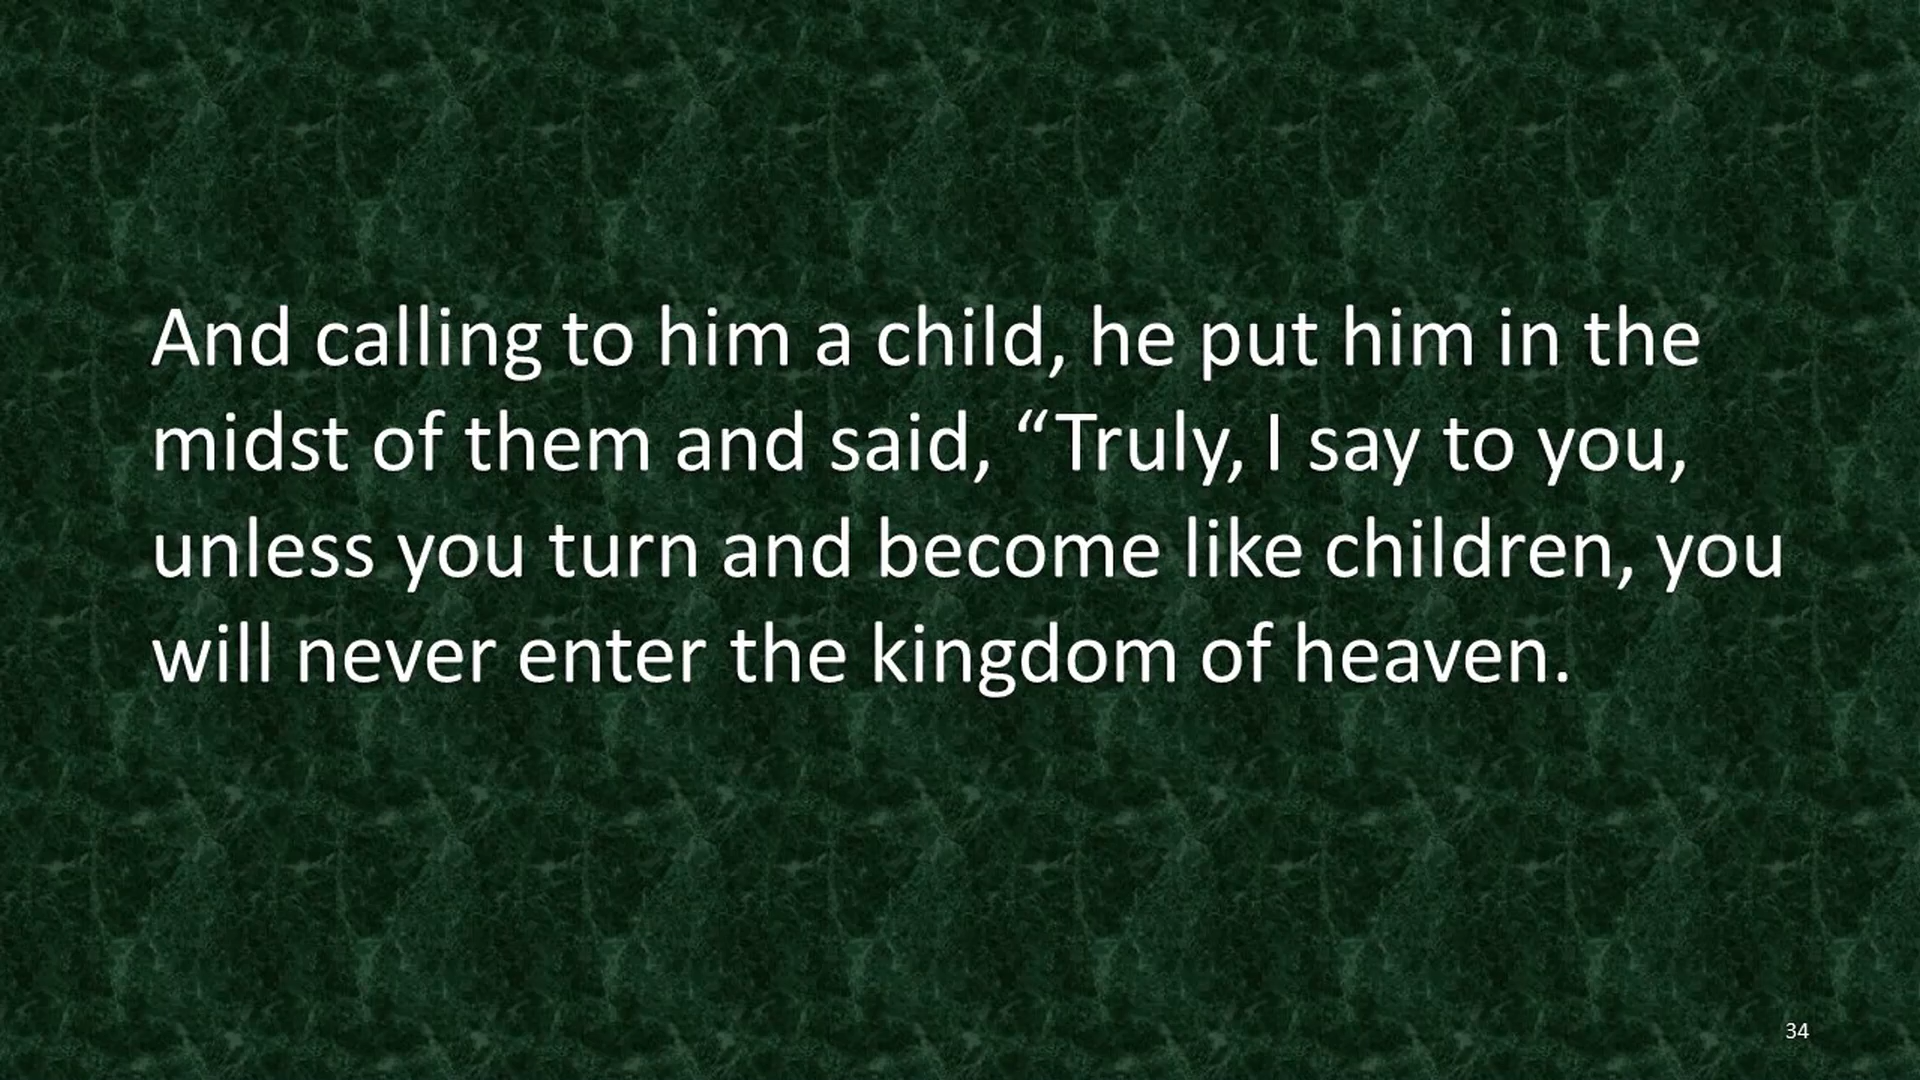 And calling to him a child, he put him in the
midst of them and said, “Truly, I say to you,
unless you turn and become like children, you
will never enter the kingdom of heaven.
34